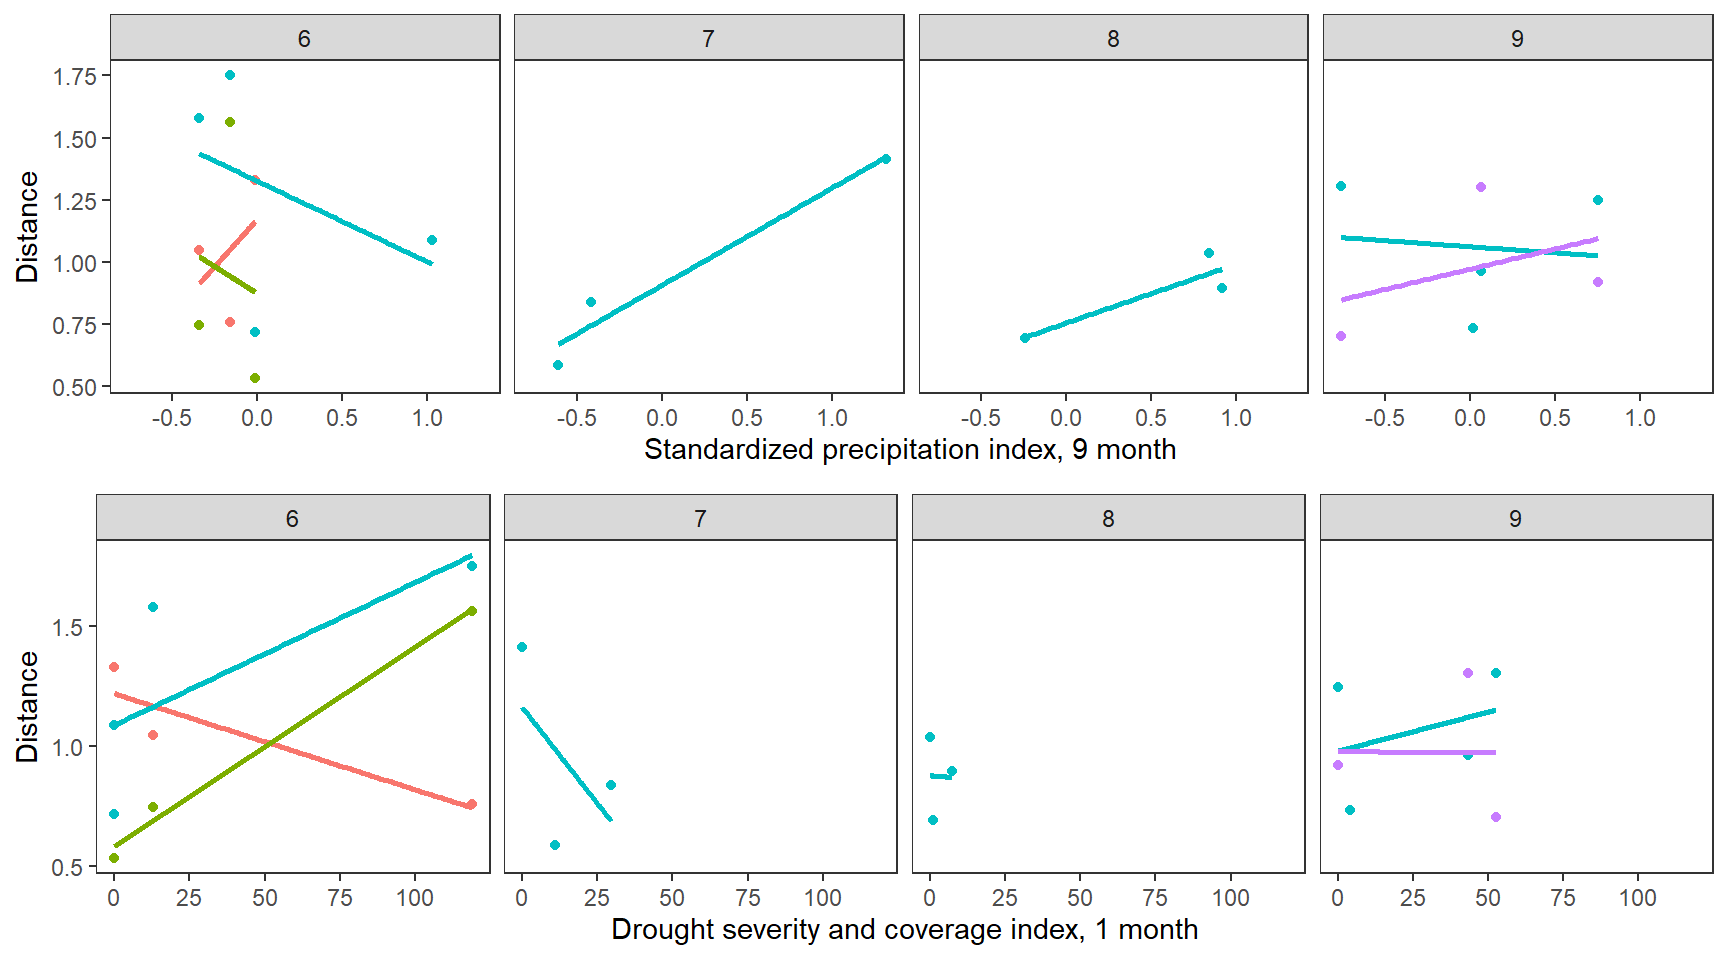 6 7 8 9
1.75
1.50
1.25
1.00
0.75
0.50
Distance
-0.5 0.0 0.5 1.0 -0.5 0.0 0.5 1.0 -0.5 0.0 0.5 1.0 -0.5 0.0 0.5 1.0
Standardized precipitation index, 9 month
6 7 8 9
1.5
1.0
0.5
Distance
0 25 50 75 100 0 25 50 75 100 0 25 50 75 100 0 25 50 75 100
Drought severity and coverage index, 1 month